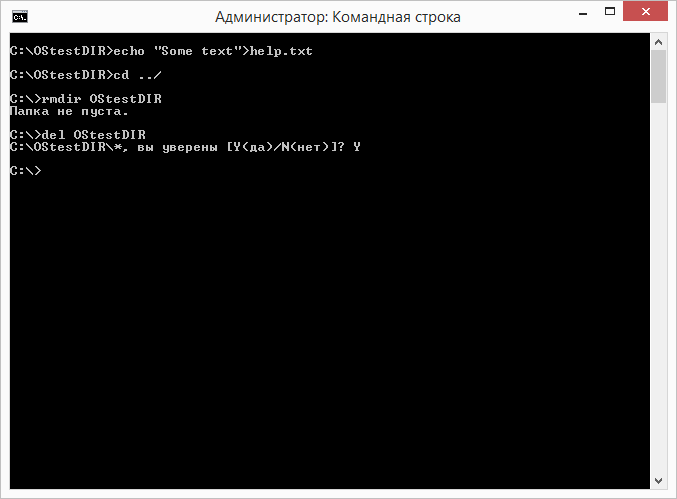 Администратор: Командная строка
C:\OStestDIR>echo "Some text">help.txt
C:\OStestDIR>cd ../
C:\>rmdir OStestDIR
Папка не пуста.
C:\>del OStestDIR
C:\OStestDIR\*, вы уверены [Y(да)/N(нет)]? Y
C:\>